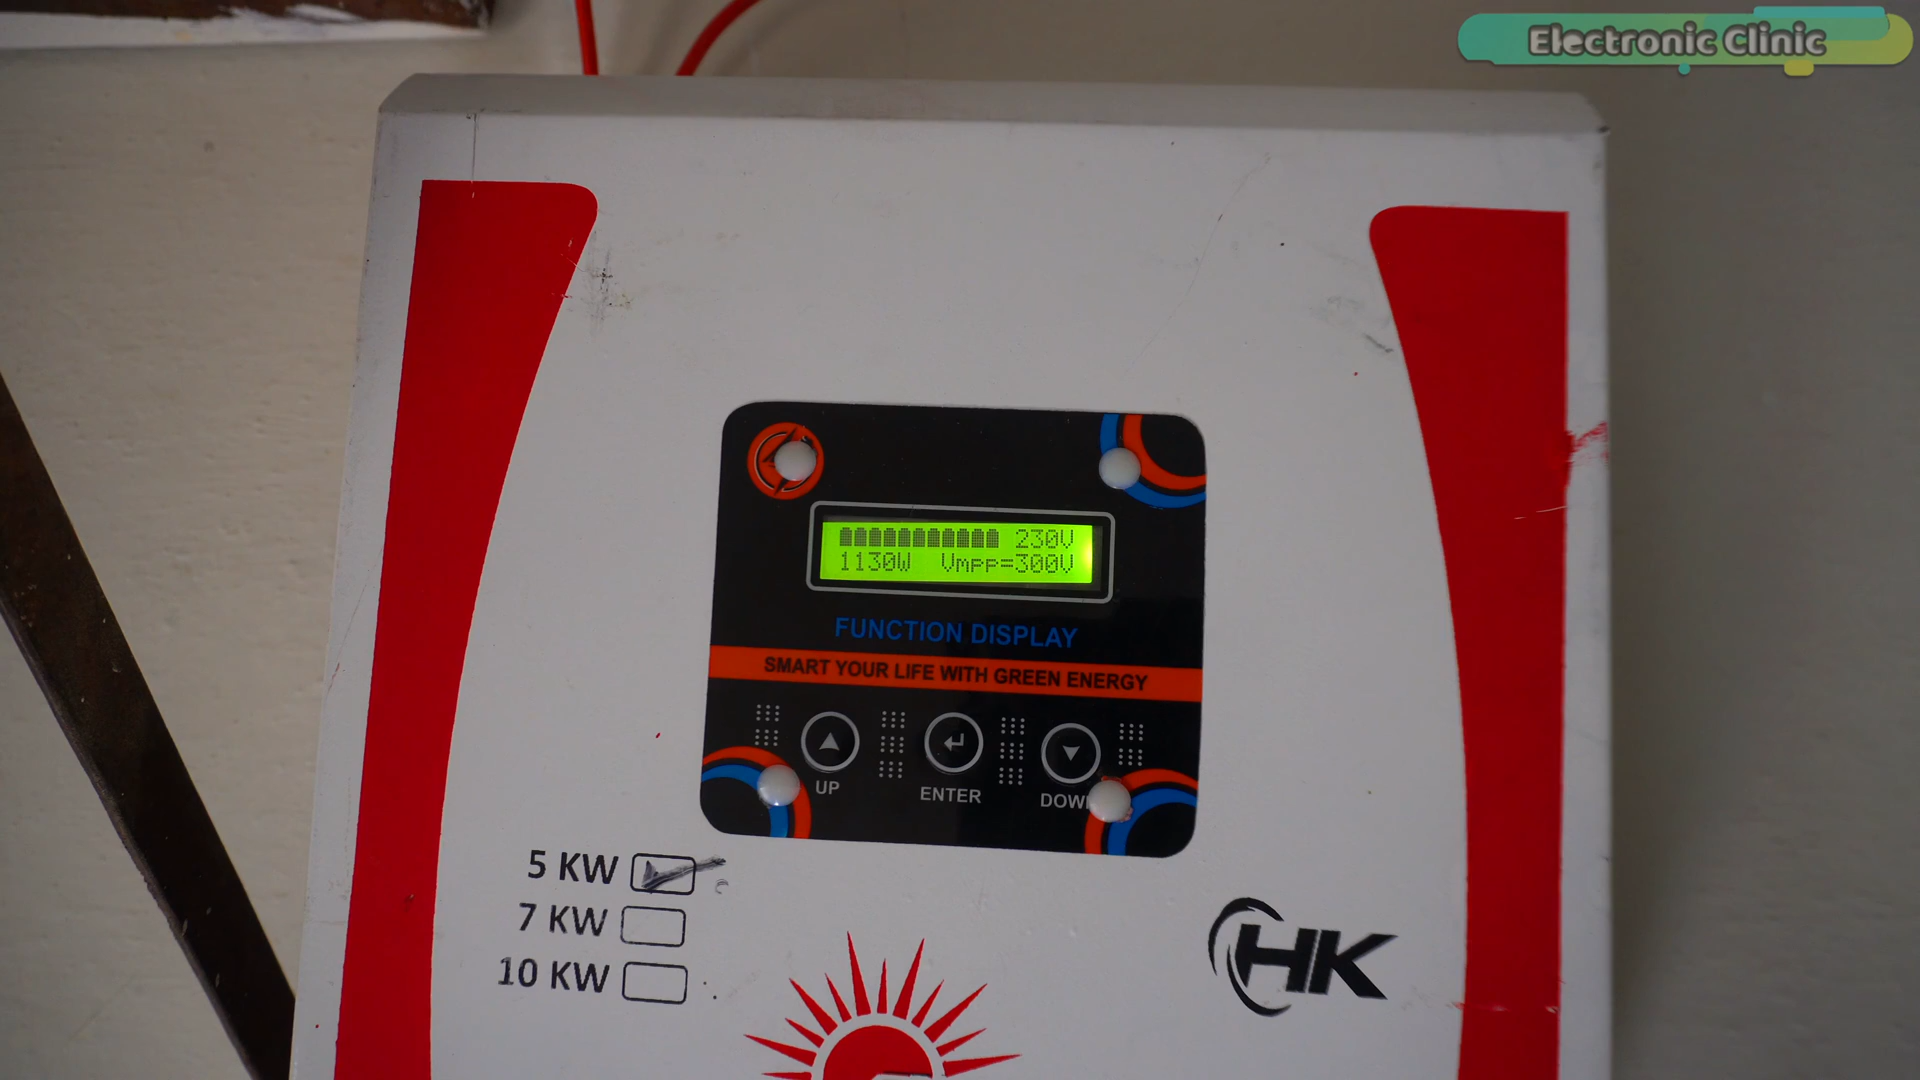 Electronic Clinic
230V
1130W Vmpp=300V
FUNCTION DISPLAY
SMART YOUR LIFE WITH GREEN ENERGY
UP
ENTER
DOW
5 KW
7 KW
10 KW
HK